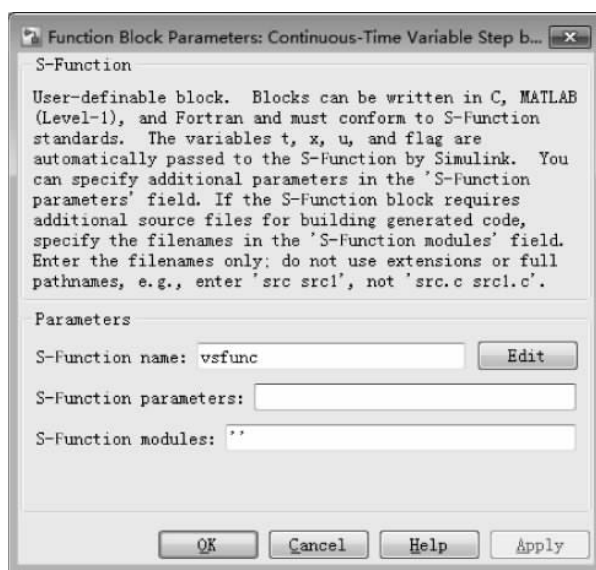 Function Block Parameters: Continuous-Time Variable Step b...
S-Function
User-definable block.  Blocks can be written in C, MATLAB
(Level-1), and Fortran and must conform to S-Function
standards.  The variables t, x, u, and flag are
automatically passed to the S-Function by Simulink.  You
can specify additional parameters in the 'S-Function
parameters' field. If the S-Function block requires
additional source files for building generated code,
specify the filenames in the 'S-Function modules' field.
Enter the filenames only; do not use extensions or full
pathnames, e.g., enter 'src src1', not 'src.c src1.c'.
Parameters
S-Function name: vsfunc Edit
S-Function parameters:
S-Function modules: ''
OK Cancel Help Apply